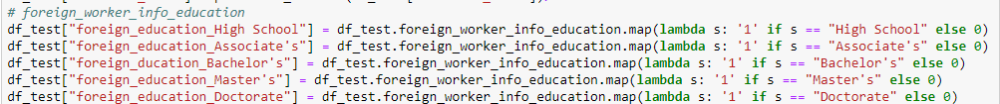 # foreign_worker_info_education
df_test["foreign_education_High School"] = df_test.foreign_worker_info_education.map(lambda s: '1' if s == "High School" else 0)
df_test["foreign_education_Associate's"] = df_test.foreign_worker_info_education.map(lambda s: '1' if s == "Associate's" else 0)
df_test["foreign_ducation_Bachelor's"] = df_test.foreign_worker_info_education.map(lambda s: '1' if s == "Bachelor's" else 0)
df_test["foreign_education_Master's"] = df_test.foreign_worker_info_education.map(lambda s: '1' if s == "Master's" else 0)
df_test["foreign_education_Doctorate"] = df_test.foreign_worker_info_education.map(lambda s: '1' if s == "Doctorate" else 0)